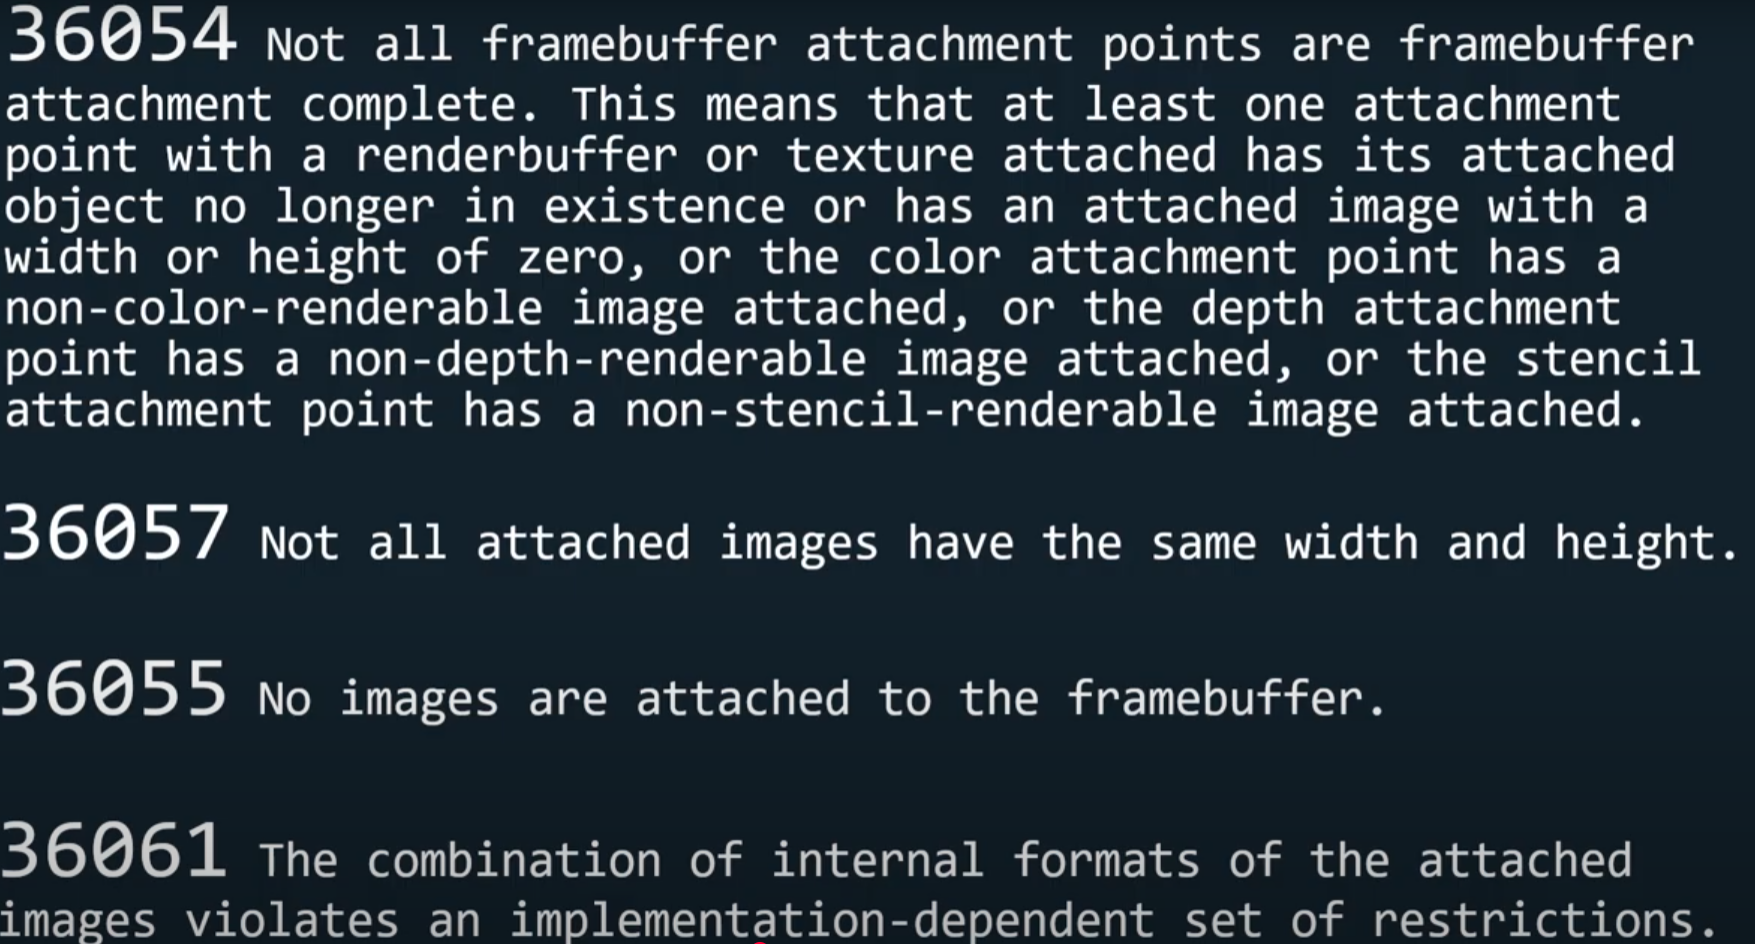 36054 Not all framebuffer attachment points are framebuffer
attachment complete. This means that at least one attachment
point with a renderbuffer or texture attached has its attached
object no longer in existence or has an attached image with a
width or height of zero, or the color attachment point has a
non-color-renderable image attached, or the depth attachment
point has a non-depth-renderable image attached, or the stencil
attachment point has a non-stencil-renderable image attached.
36057 Not all attached images have the same width and height.
36055 No images are attached to the framebuffer.
36061 The combination of internal formats of the attached
images violates an implementation-dependent set of restrictions.